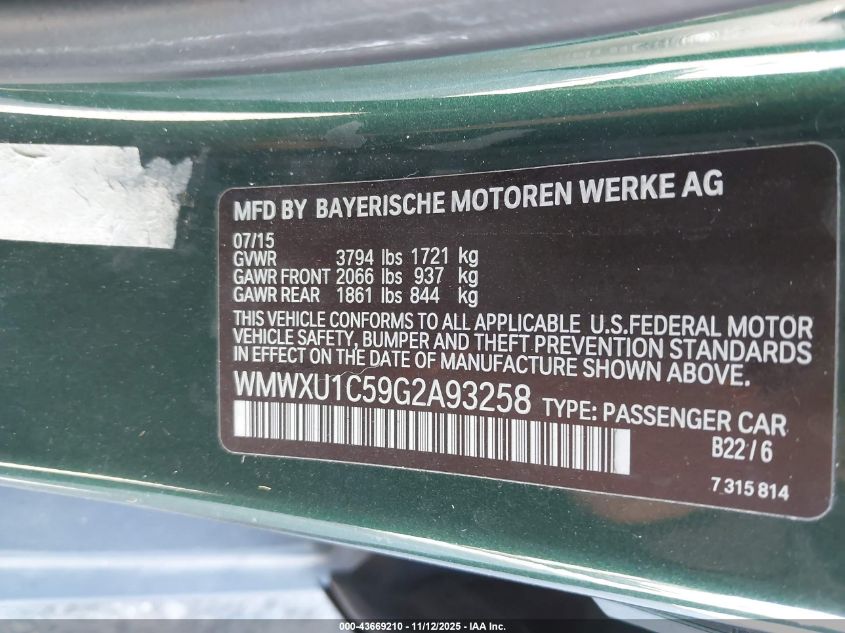 MFD BY BAYERISCHE MOTOREN WERKE AG
07/15
GVWR 3794 lbs 1721 kg
GAWR FRONT 2066 lbs 937 kg
GAWR REAR 1861 lbs 844 kg
THIS VEHICLE CONFORMS TO ALL APPLICABLE U.S.FEDERAL MOTOR
VEHICLE SAFETY, BUMPER AND THEFT PREVENTION STANDARDS
IN EFFECT ON THE DATE OF MANUFACTURE SHOWN ABOVE.
WMWXU1C59G2A93258 TYPE: PASSENGER CAR
B22/6
7 315 814
000-43669210 - 11/12/2025 - IAA Inc.